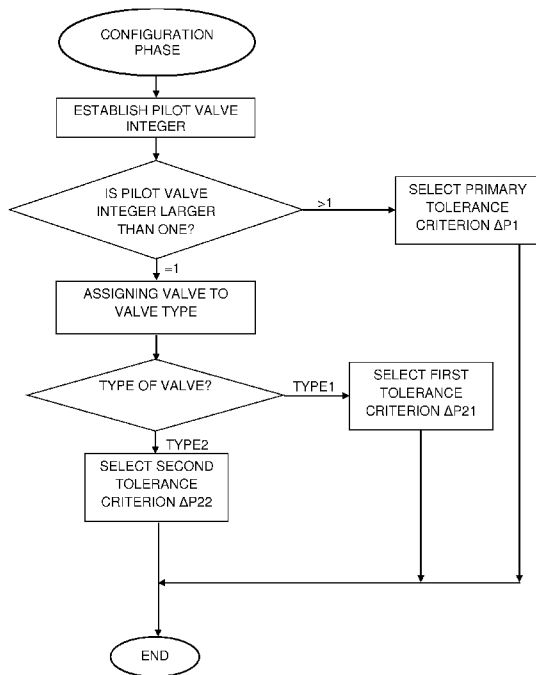 CONFIGURATION
PHASE
ESTABLISH PILOT VALVE
INTEGER
IS PILOT VALVE
INTEGER LARGER
THAN ONE?
>1
SELECT PRIMARY
TOLERANCE
CRITERION ΔP1
=1
ASSIGNING VALVE TO
VALVE TYPE
TYPE OF VALVE?
TYPE1
SELECT FIRST
TOLERANCE
CRITERION ΔP21
TYPE2
SELECT SECOND
TOLERANCE
CRITERION ΔP22
END